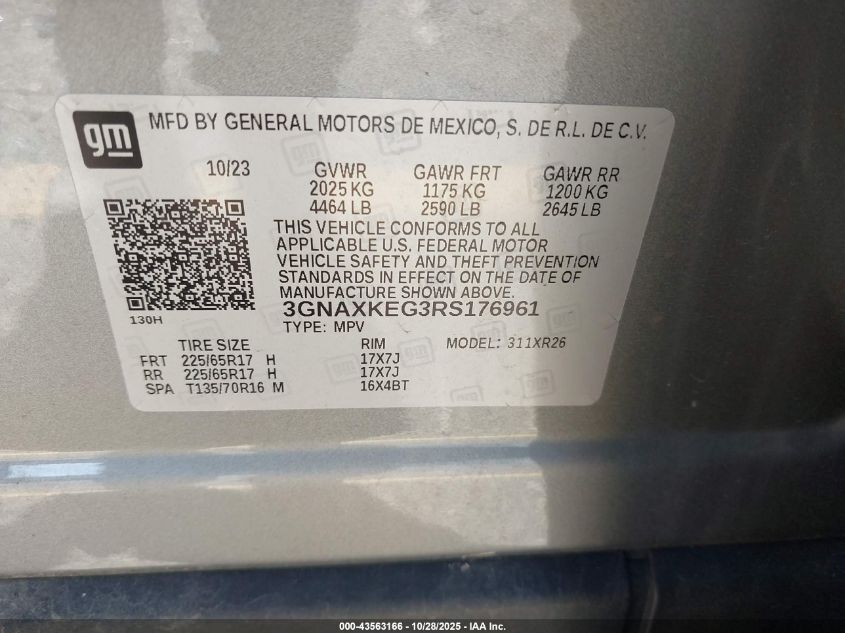 gm
MFD BY GENERAL MOTORS DE MEXICO, S. DE R.L. DE C.V.
10/23 GVWR GAWR FRT GAWR RR
2025 KG 1175 KG 1200 KG
4464 LB 2590 LB 2645 LB
THIS VEHICLE CONFORMS TO ALL
APPLICABLE U.S. FEDERAL MOTOR
VEHICLE SAFETY AND THEFT PREVENTION
STANDARDS IN EFFECT ON THE DATE OF
MANUFACTURE SHOWN ABOVE.
3GNAXKEG3RS176961
130H
TYPE: MPV
TIRE SIZE RIM MODEL: 311XR26
FRT 225/65R17 H 17X7J
RR 225/65R17 H 17X7J
SPA T135/70R16 M 16X4BT
000-43563166 - 10/28/2025 - IAA Inc.